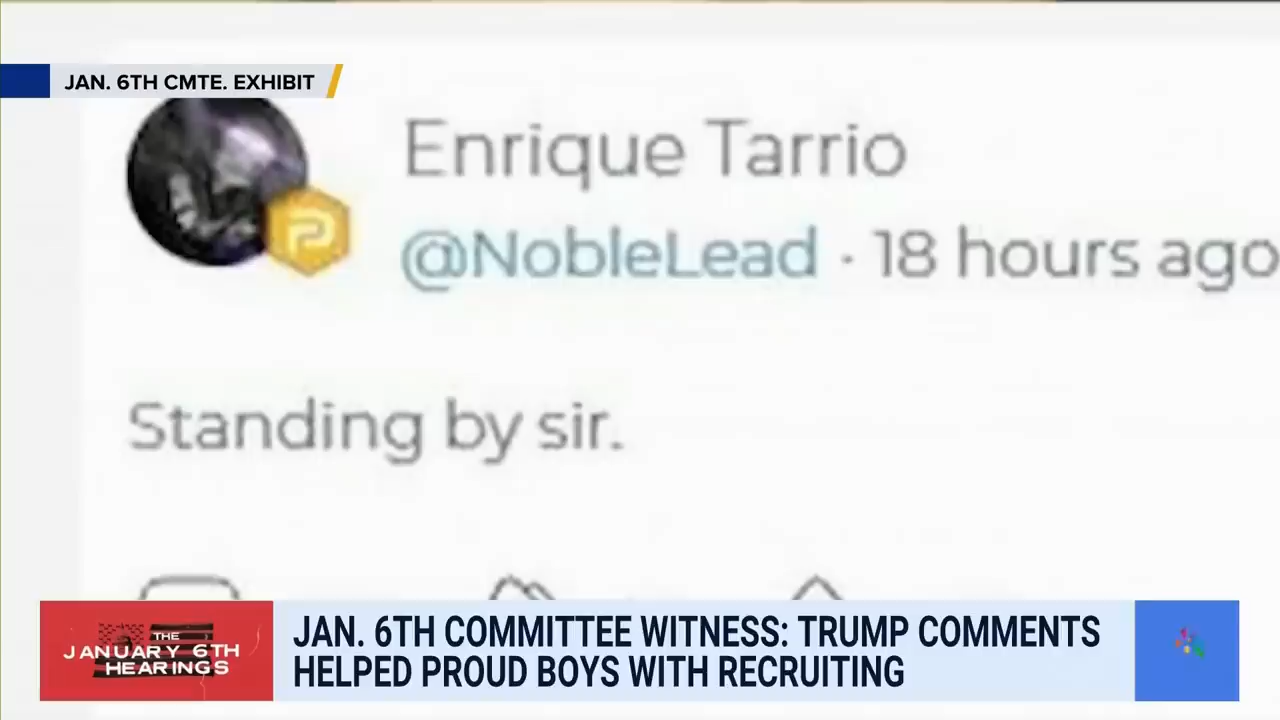 JAN. 6TH CMTE. EXHIBIT
Enrique Tarrio
@NobleLead · 18 hours ago
Standing by sir.
THE
JANUARY 6TH
HEARINGS
JAN. 6TH COMMITTEE WITNESS: TRUMP COMMENTS
HELPED PROUD BOYS WITH RECRUITING